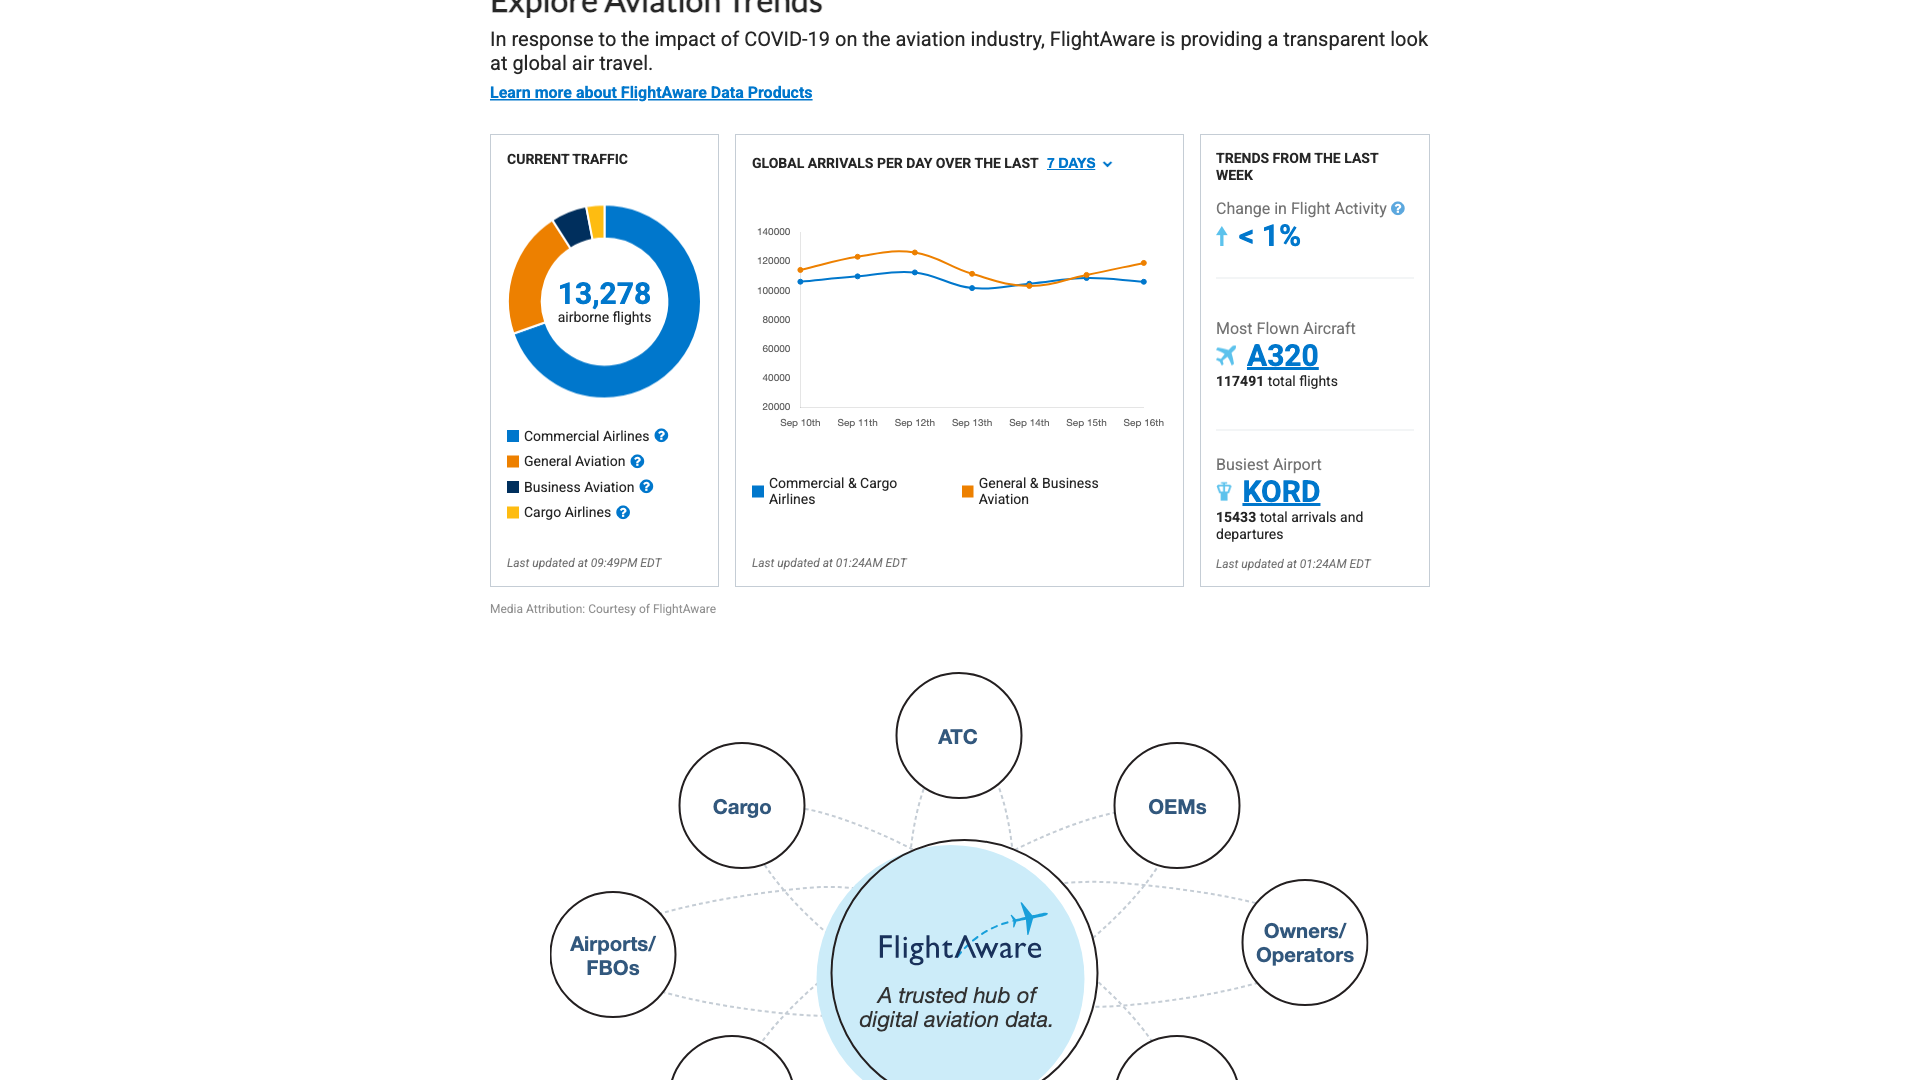 Explore Aviation Trends
In response to the impact of COVID-19 on the aviation industry, FlightAware is providing a transparent look
at global air travel.
Learn more about FlightAware Data Products
CURRENT TRAFFIC
13,278
airborne flights
Commercial Airlines ?
General Aviation ?
Business Aviation ?
Cargo Airlines ?
Last updated at 09:49PM EDT
GLOBAL ARRIVALS PER DAY OVER THE LAST 7 DAYS
140000
120000
100000
80000
60000
40000
20000
Sep 10th Sep 11th Sep 12th Sep 13th Sep 14th Sep 15th Sep 16th
Commercial & Cargo
Airlines
General & Business
Aviation
Last updated at 01:24AM EDT
TRENDS FROM THE LAST
WEEK
Change in Flight Activity ?
< 1%
Most Flown Aircraft
A320
117491 total flights
Busiest Airport
KORD
15433 total arrivals and
departures
Last updated at 01:24AM EDT
Media Attribution: Courtesy of FlightAware
ATC
Cargo
OEMs
Airports/
FBOs
Owners/
Operators
FlightAware
A trusted hub of
digital aviation data.